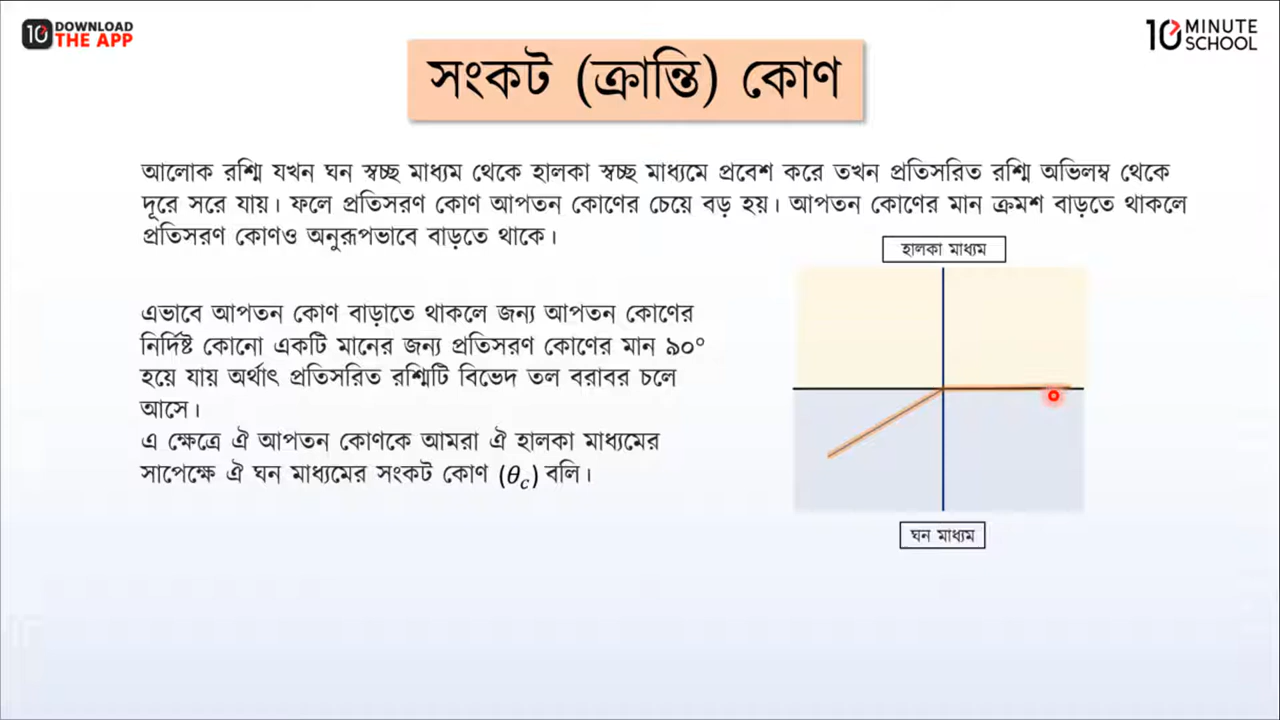 DOWNLOAD
THE APP
10 MINUTE
SCHOOL
সংকট (ক্রান্তি) কোণ
আলোক রশ্মি যখন ঘন স্বচ্ছ মাধ্যম থেকে হালকা স্বচ্ছ মাধ্যমে প্রবেশ করে তখন প্রতিসরিত রশ্মি অভিলম্ব থেকে
দূরে সরে যায়। ফলে প্রতিসরণ কোণ আপতন কোণের চেয়ে বড় হয়। আপতন কোণের মান ক্রমশ বাড়তে থাকলে
প্রতিসরণ কোণও অনুরূপভাবে বাড়তে থাকে।
হালকা মাধ্যম
এভাবে আপতন কোণ বাড়াতে থাকলে জন্য আপতন কোণের
নির্দিষ্ট কোনো একটি মানের জন্য প্রতিসরণ কোণের মান ৯০°
হয়ে যায় অর্থাৎ প্রতিসরিত রশ্মিটি বিভেদ তল বরাবর চলে
আসে।
এ ক্ষেত্রে ঐ আপতন কোণকে আমরা ঐ হালকা মাধ্যমের
সাপেক্ষে ঐ ঘন মাধ্যমের সংকট কোণ (θc) বলি।
ঘন মাধ্যম